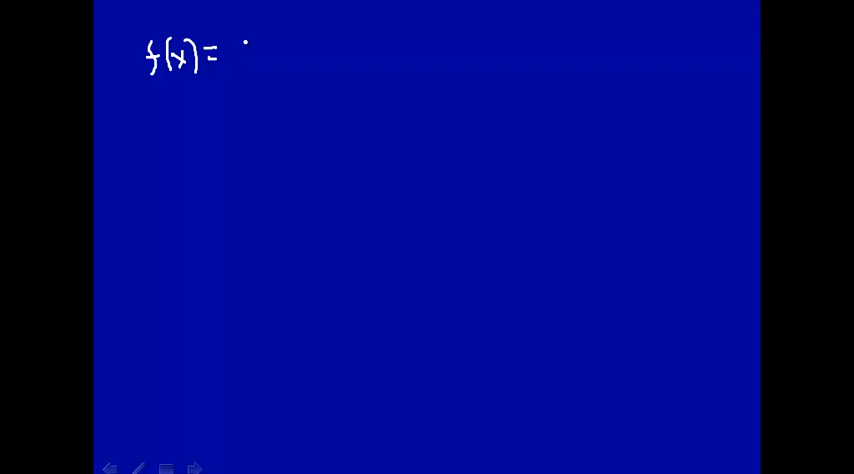 f(x) =